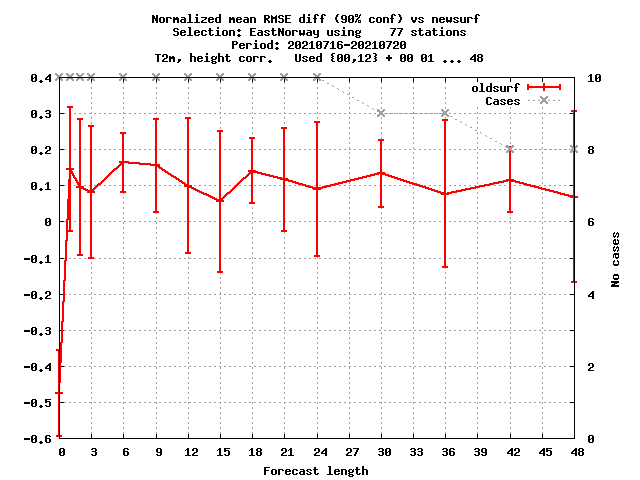 Normalized mean RMSE diff (90% conf) vs newsurf
Selection: EastNorway using    77 stations
Period: 20210716-20210720
T2m, height corr.   Used {00,12} + 00 01 ... 48
oldsurf
Cases
0.4
0.3
0.2
0.1
0
-0.1
-0.2
-0.3
-0.4
-0.5
-0.6
10
8
6
4
2
0
No cases
0 3 6 9 12 15 18 21 24 27 30 33 36 39 42 45 48
Forecast length